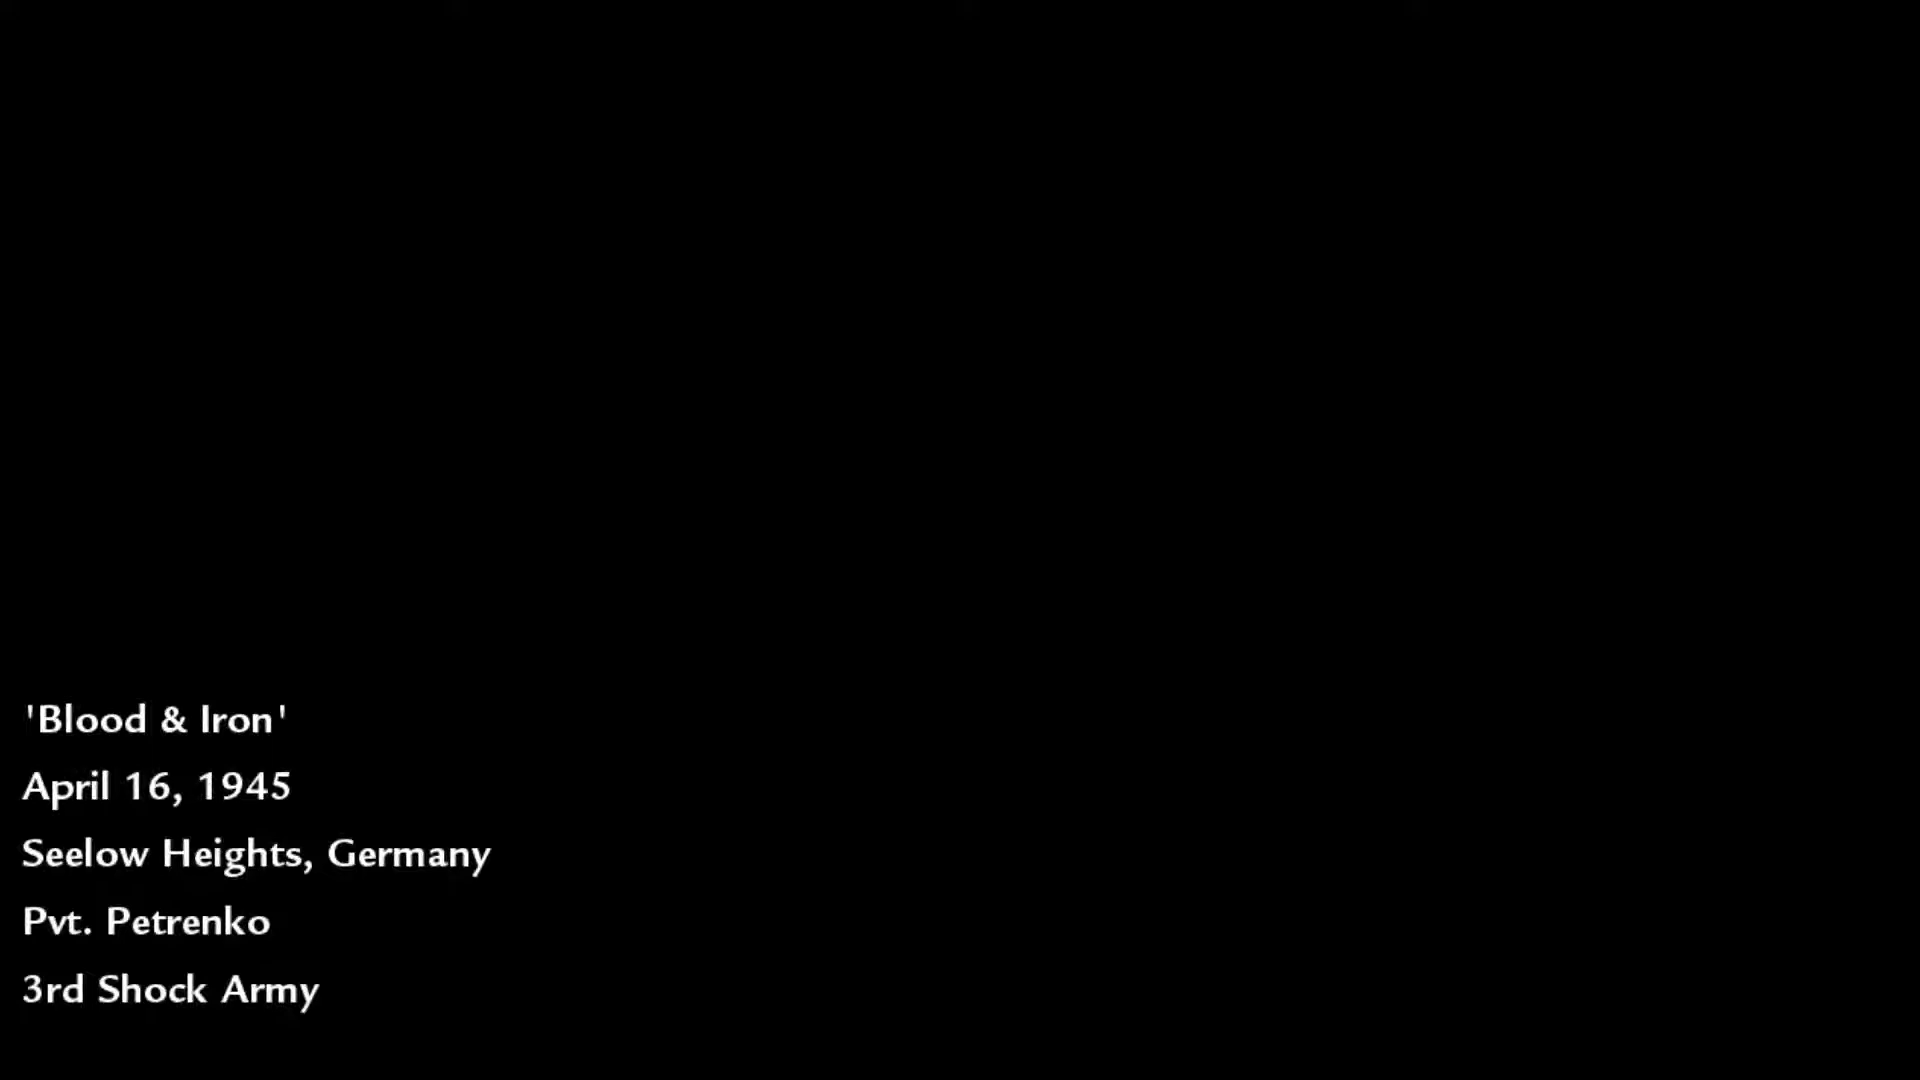 'Blood & Iron'
April 16, 1945
Seelow Heights, Germany
Pvt. Petrenko
3rd Shock Army